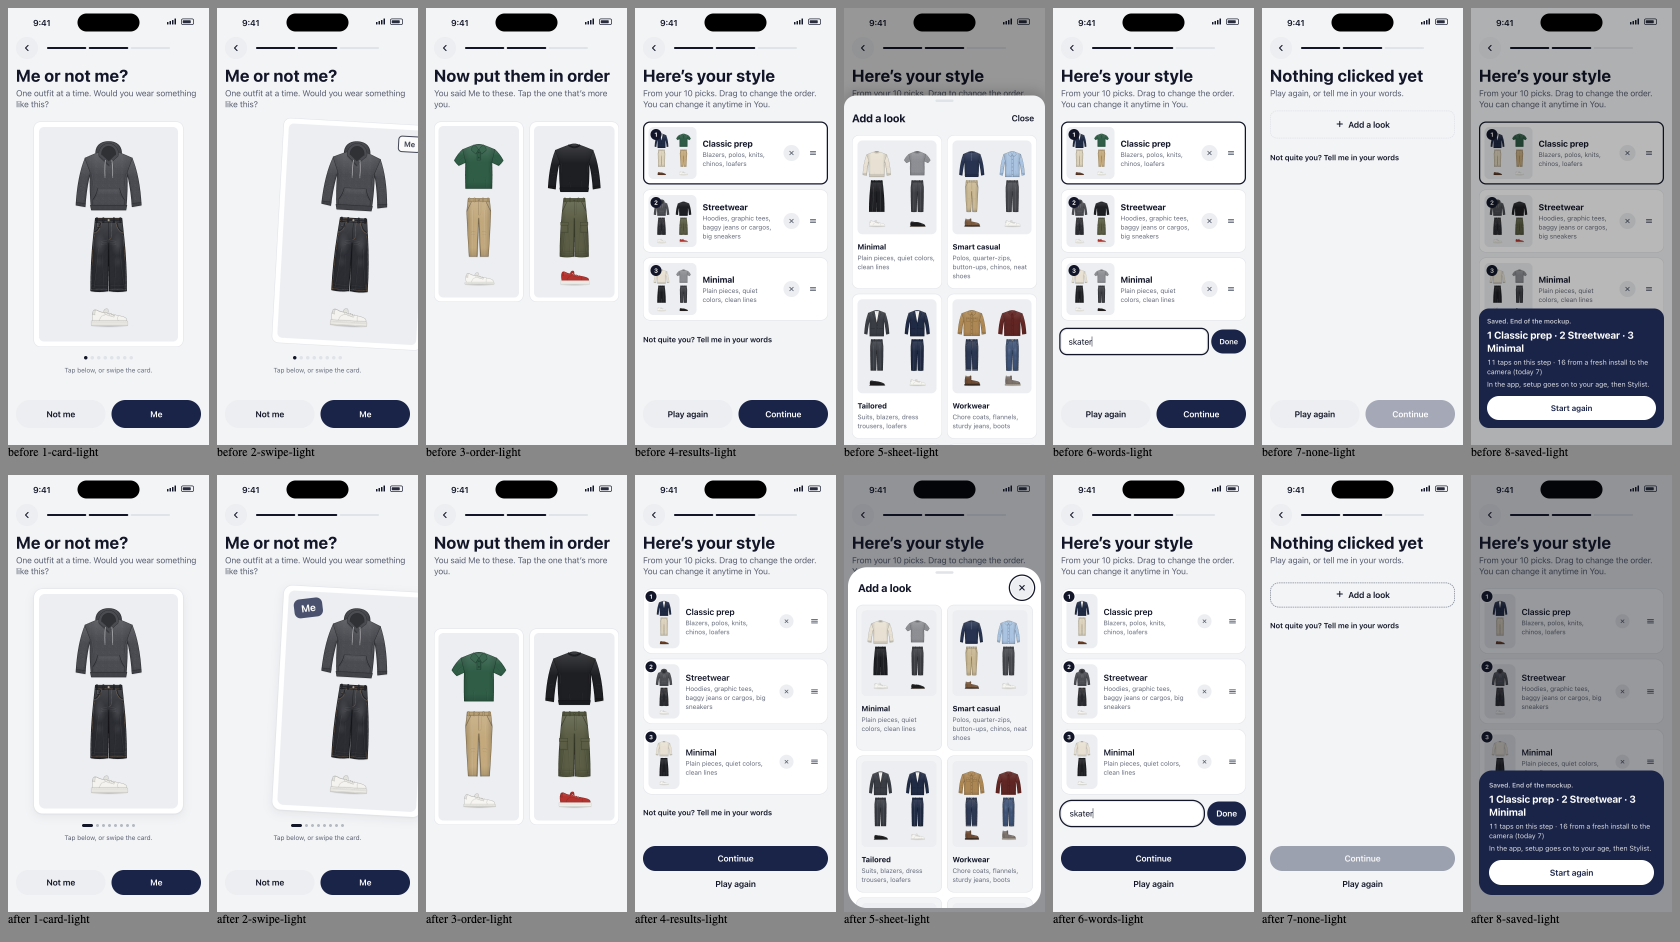 9:41
Me or not me?
One outfit at a time. Would you wear something
like this?
Tap below, or swipe the card.
Not me
Me
before 1-card-light
9:41
Me or not me?
One outfit at a time. Would you wear something
like this?
Me
Tap below, or swipe the card.
Not me
Me
before 2-swipe-light
9:41
Now put them in order
You said Me to these. Tap the one that's more
you.
before 3-order-light
9:41
Here's your style
From your 10 picks. Drag to change the order.
You can change it anytime in You.
1
Classic prep
Blazers, polos, knits,
chinos, loafers
2
Streetwear
Hoodies, graphic tees,
baggy jeans or cargos,
big sneakers
3
Minimal
Plain pieces, quiet
colors, clean lines
Not quite you? Tell me in your words
Play again
Continue
before 4-results-light
9:41
Here's your style
From your 10 picks. Drag to change the order.
Add a look
Close
Minimal
Plain pieces, quiet colors,
clean lines
Smart casual
Polos, quarter-zips,
button-ups, chinos, neat
shoes
Tailored
Suits, blazers, dress
trousers, loafers
Workwear
Chore coats, flannels,
sturdy jeans, boots
before 5-sheet-light
9:41
Here's your style
From your 10 picks. Drag to change the order.
You can change it anytime in You.
1
Classic prep
Blazers, polos, knits,
chinos, loafers
2
Streetwear
Hoodies, graphic tees,
baggy jeans or cargos,
big sneakers
3
Minimal
Plain pieces, quiet
colors, clean lines
skater
Done
Play again
Continue
before 6-words-light
9:41
Nothing clicked yet
Play again, or tell me in your words.
+ Add a look
Not quite you? Tell me in your words
Play again
Continue
before 7-none-light
9:41
Here's your style
From your 10 picks. Drag to change the order.
You can change it anytime in You.
1
Classic prep
Blazers, polos, knits,
chinos, loafers
2
Streetwear
Hoodies, graphic tees,
baggy jeans or cargos,
big sneakers
3
Minimal
Plain pieces, quiet
colors, clean lines
Saved. End of the mockup.
1 Classic prep · 2 Streetwear · 3
Minimal
11 taps on this step · 16 from a fresh install to the
camera (today 7)
In the app, setup goes on to your age, then Stylist.
Start again
before 8-saved-light
9:41
Me or not me?
One outfit at a time. Would you wear something
like this?
Tap below, or swipe the card.
Not me
Me
after 1-card-light
9:41
Me or not me?
One outfit at a time. Would you wear something
like this?
Me
Tap below, or swipe the card.
Not me
Me
after 2-swipe-light
9:41
Now put them in order
You said Me to these. Tap the one that's more
you.
after 3-order-light
9:41
Here's your style
From your 10 picks. Drag to change the order.
You can change it anytime in You.
1
Classic prep
Blazers, polos, knits,
chinos, loafers
2
Streetwear
Hoodies, graphic tees,
baggy jeans or cargos, big
sneakers
3
Minimal
Plain pieces, quiet colors,
clean lines
Not quite you? Tell me in your words
Continue
Play again
after 4-results-light
9:41
Here's your style
From your 10 picks. Drag to change the order.
Add a look
Minimal
Plain pieces, quiet
colors, clean lines
Smart casual
Polos, quarter-zips,
button-ups, chinos, neat
shoes
Tailored
Suits, blazers, dress
trousers, loafers
Workwear
Chore coats, flannels,
sturdy jeans, boots
after 5-sheet-light
9:41
Here's your style
From your 10 picks. Drag to change the order.
You can change it anytime in You.
1
Classic prep
Blazers, polos, knits,
chinos, loafers
2
Streetwear
Hoodies, graphic tees,
baggy jeans or cargos, big
sneakers
3
Minimal
Plain pieces, quiet colors,
clean lines
skater
Done
Continue
Play again
after 6-words-light
9:41
Nothing clicked yet
Play again, or tell me in your words.
+ Add a look
Not quite you? Tell me in your words
Continue
Play again
after 7-none-light
9:41
Here's your style
From your 10 picks. Drag to change the order.
You can change it anytime in You.
1
Classic prep
Blazers, polos, knits,
chinos, loafers
2
Streetwear
Hoodies, graphic tees,
baggy jeans or cargos, big
sneakers
3
Minimal
Plain pieces, quiet colors,
Saved. End of the mockup.
1 Classic prep · 2 Streetwear · 3
Minimal
11 taps on this step · 16 from a fresh install to the
camera (today 7)
In the app, setup goes on to your age, then Stylist.
Start again
after 8-saved-light